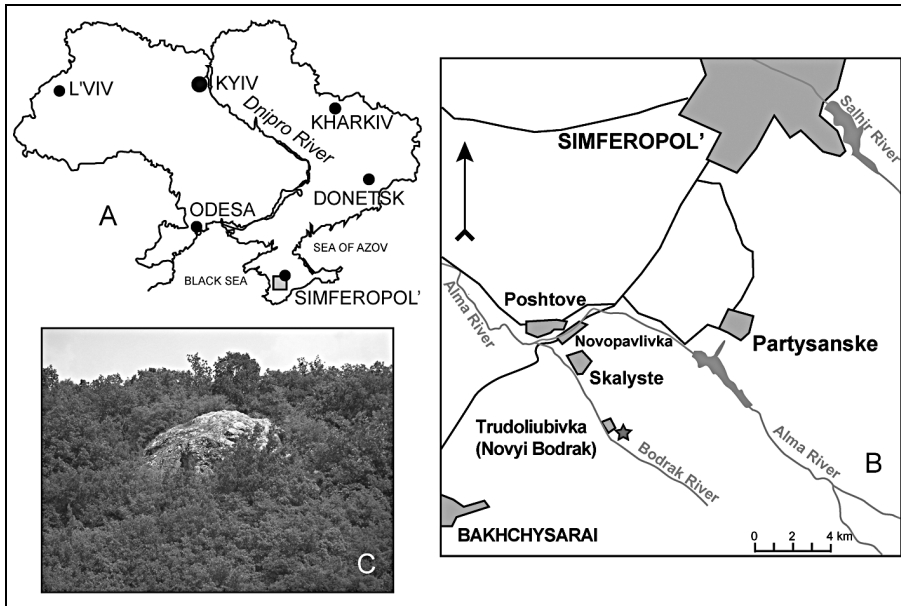 L'VIV
KYIV
Dnipro River
KHARKIV
DONETSK
A
ODESA
SEA OF AZOV
BLACK SEA
SIMFEROPOL'
SIMFEROPOL'
Salhir River
Alma River
Poshtove
Novopavlivka
Partysanske
Skalyste
Trudoliubivka
(Novyi Bodrak)
Bodrak River
Alma River
B
BAKHCHYSARAI
0 2 4 km
C